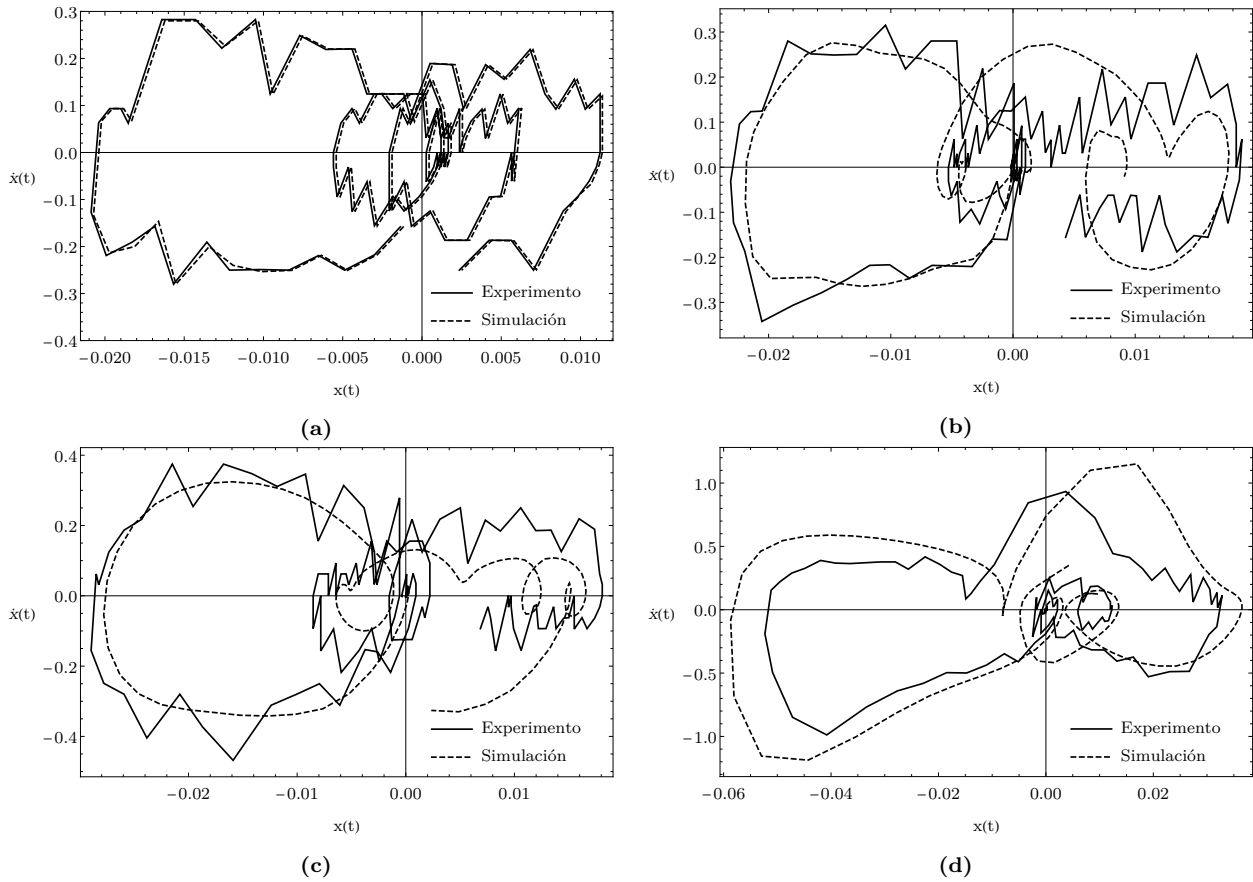 0.3
0.2
0.1
0.0
−0.1
−0.2
−0.3
−0.4
ẋ(t)
−0.020
−0.015
−0.010
−0.005
0.000
0.005
0.010
x(t)
Experimento
Simulación
(a)
0.3
0.2
0.1
0.0
−0.1
−0.2
−0.3
ẋ(t)
−0.02
−0.01
0.00
0.01
x(t)
Experimento
Simulación
(b)
0.4
0.2
0.0
−0.2
−0.4
ẋ(t)
−0.02
−0.01
0.00
0.01
x(t)
Experimento
Simulación
(c)
1.0
0.5
0.0
−0.5
−1.0
ẋ(t)
−0.06
−0.04
−0.02
0.00
0.02
x(t)
Experimento
Simulación
(d)